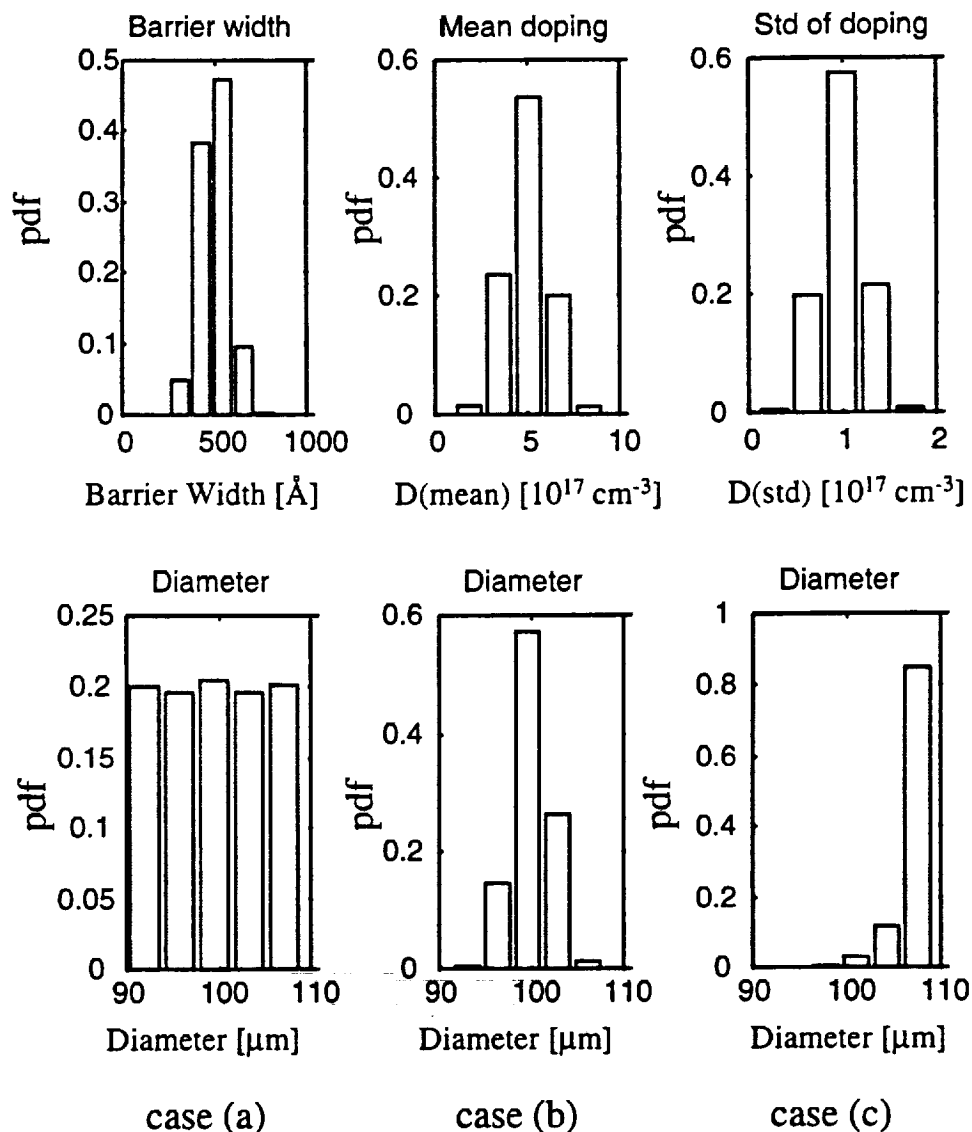 Barrier width
Mean doping
Std of doping
0.5
0.4
0.3
0.2
0.1
0
pdf
0 500 1000
Barrier Width [Å]
0.6
0.4
0.2
0
pdf
0 5 10
D(mean) [10¹⁷ cm⁻³]
0.6
0.4
0.2
0
pdf
0 1 2
D(std) [10¹⁷ cm⁻³]
Diameter
Diameter
Diameter
0.25
0.2
0.15
0.1
0.05
0
pdf
90 100 110
Diameter [μm]
0.6
0.4
0.2
0
pdf
90 100 110
Diameter [μm]
1
0.8
0.6
0.4
0.2
0
pdf
90 100 110
Diameter [μm]
case (a)
case (b)
case (c)